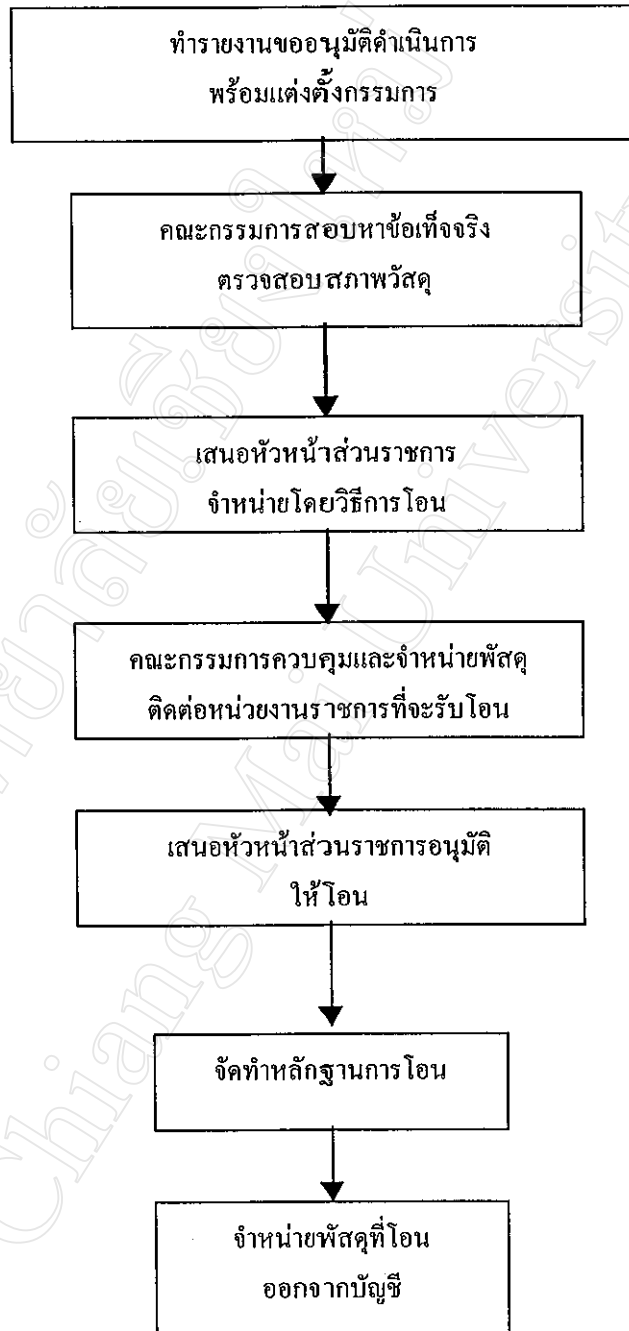 ทำรายงานขออนุมัติดำเนินการ
พร้อมแต่งตั้งกรรมการ
คณะกรรมการสอบหาข้อเท็จจริง
ตรวจสอบสภาพวัสดุ
เสนอหัวหน้าส่วนราชการ
จำหน่ายโดยวิธีการโอน
คณะกรรมการควบคุมและจำหน่ายพัสดุ
ติดต่อหน่วยงานราชการที่จะรับโอน
เสนอหัวหน้าส่วนราชการอนุมัติ
ให้โอน
จัดทำหลักฐานการโอน
จำหน่ายพัสดุที่โอน
ออกจากบัญชี
Chiang Mai University